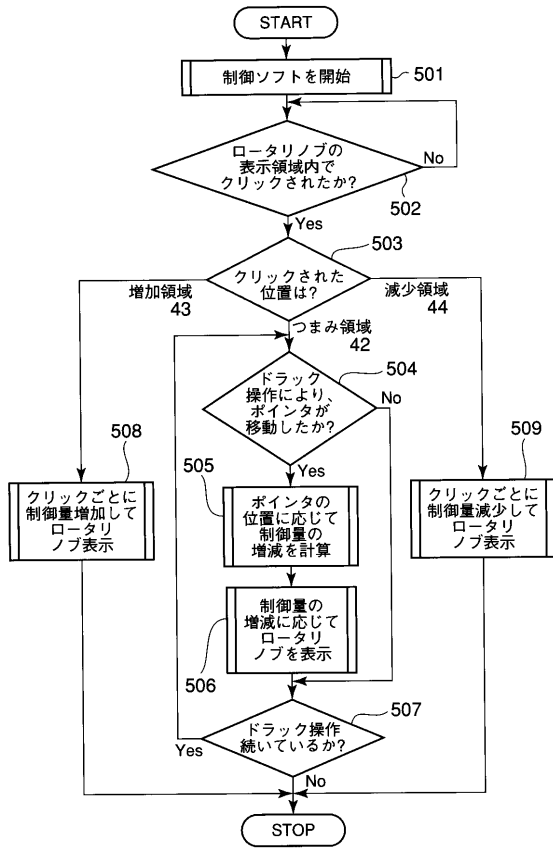 START
制御ソフトを開始
501
ロータリノブの
表示領域内で
クリックされたか?
No
502
Yes
503
クリックされた
位置は?
増加領域
43
減少領域
44
つまみ領域
42
ドラック
操作により、
ポインタが
移動したか?
504
No
Yes
508
クリックごとに
制御量増加して
ロータリ
ノブ表示
505
ポインタの
位置に応じて
制御量の
増減を計算
509
クリックごとに
制御量減少して
ロータリ
ノブ表示
制御量の
増減に応じて
ロータリ
ノブを表示
506
507
ドラック操作
続いているか?
Yes
No
STOP